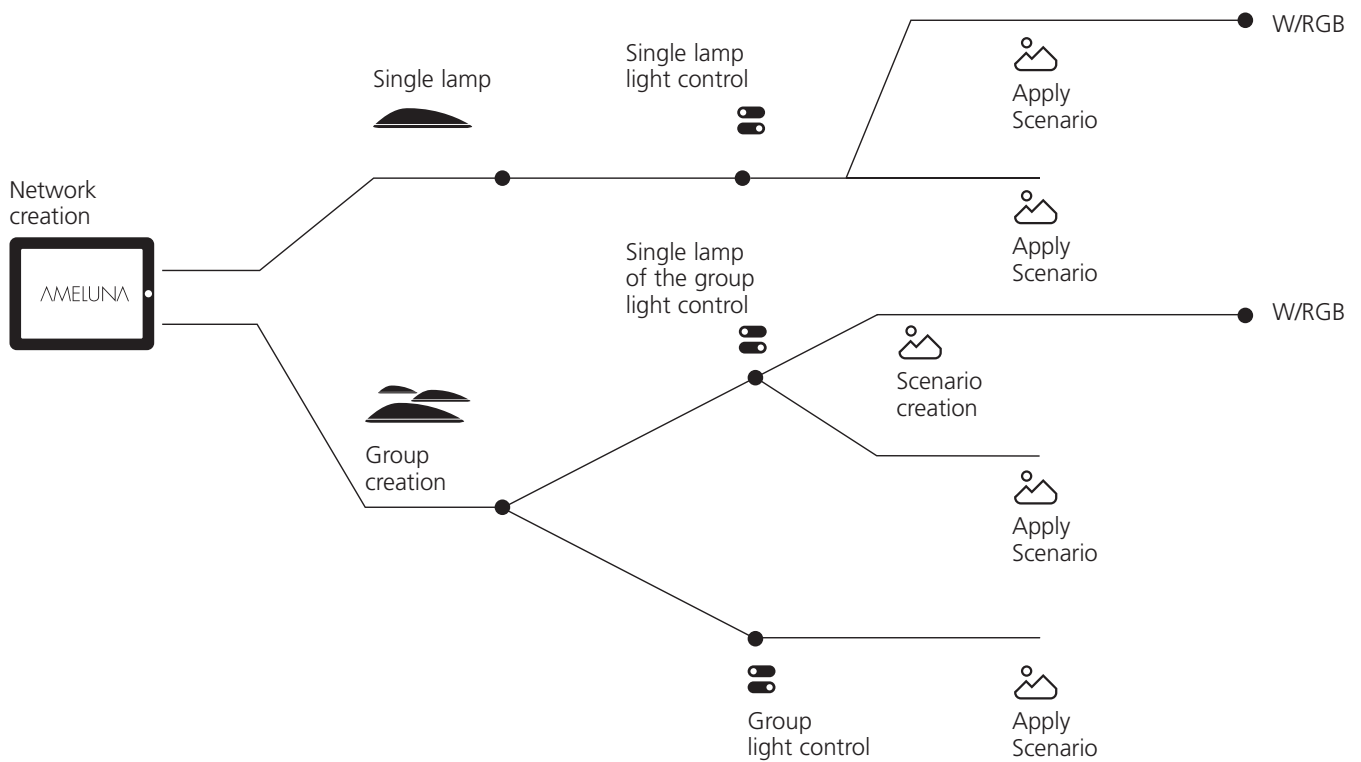 W/RGB
Single lamp
light control
Single lamp
Apply
Scenario
Network
creation
AMELUNA
Apply
Scenario
Single lamp
of the group
light control
W/RGB
Scenario
creation
Group
creation
Apply
Scenario
Group
light control
Apply
Scenario